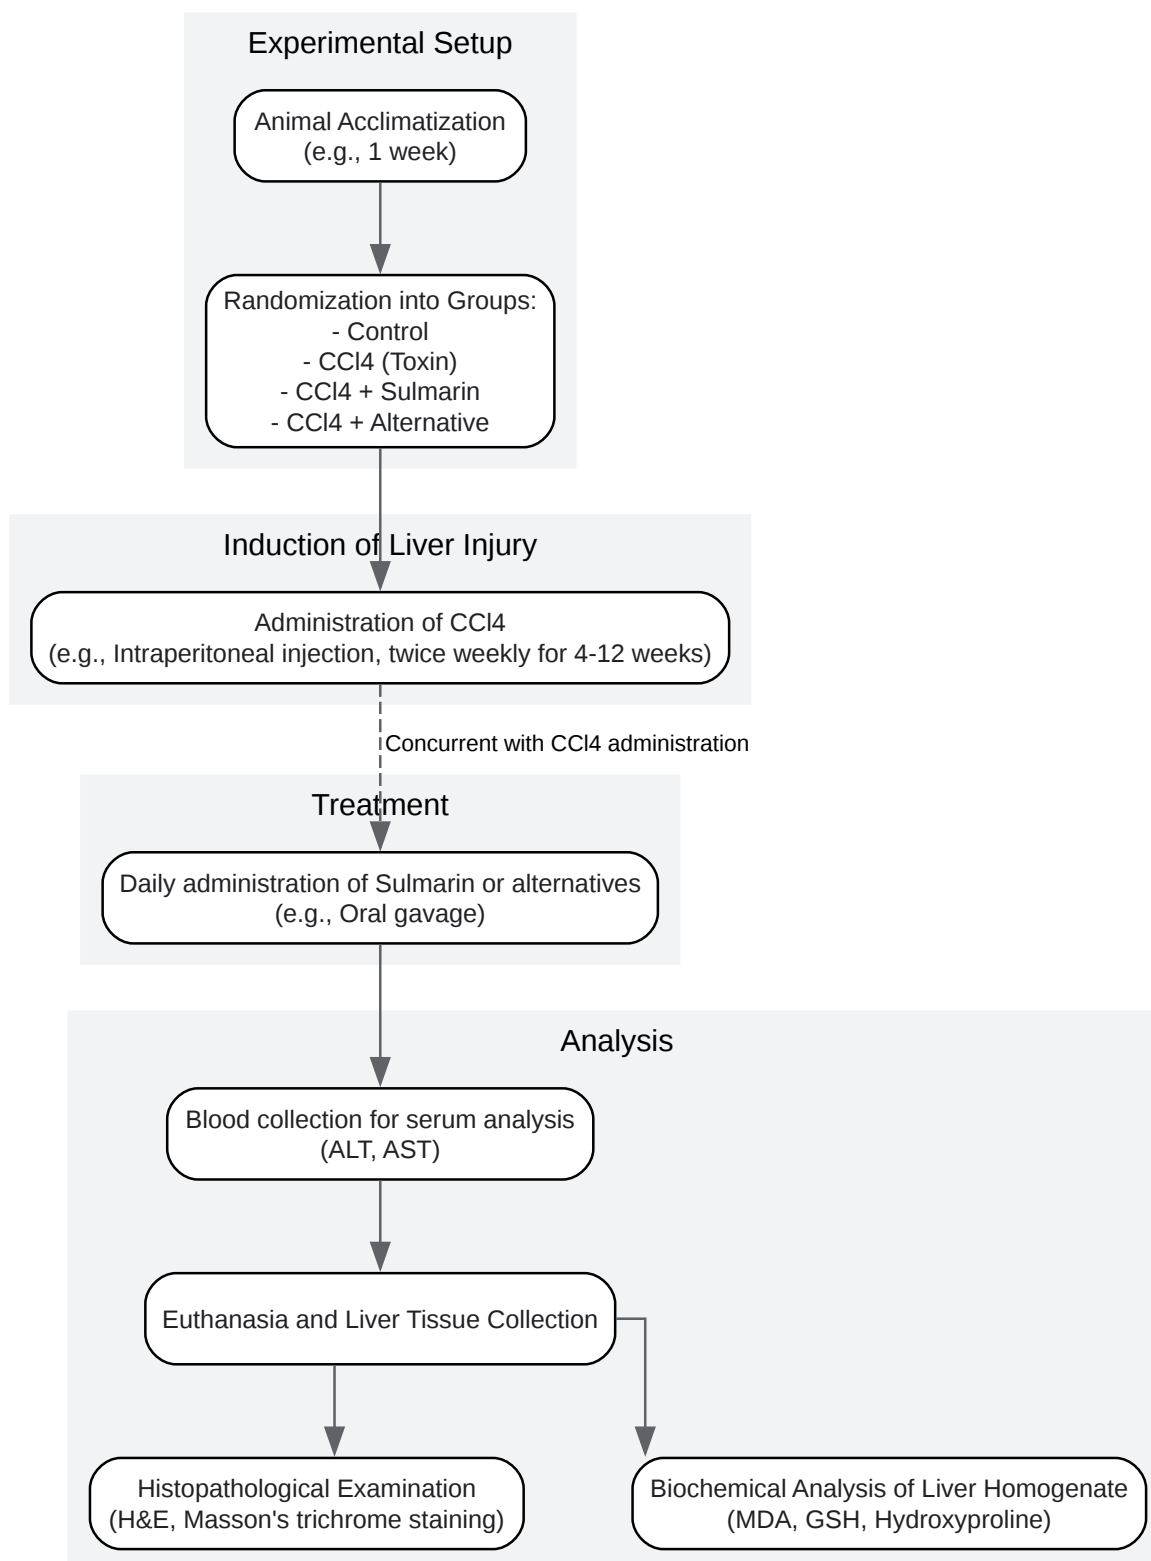 Experimental Setup
Animal Acclimatization
(e.g., 1 week)
Randomization into Groups:
- Control
- CCl4 (Toxin)
- CCl4 + Sulmarin
- CCl4 + Alternative
Induction of Liver Injury
Administration of CCl4
(e.g., Intraperitoneal injection, twice weekly for 4-12 weeks)
Concurrent with CCl4 administration
Treatment
Daily administration of Sulmarin or alternatives
(e.g., Oral gavage)
Analysis
Blood collection for serum analysis
(ALT, AST)
Euthanasia and Liver Tissue Collection
Histopathological Examination
(H&E, Masson's trichrome staining)
Biochemical Analysis of Liver Homogenate
(MDA, GSH, Hydroxyproline)